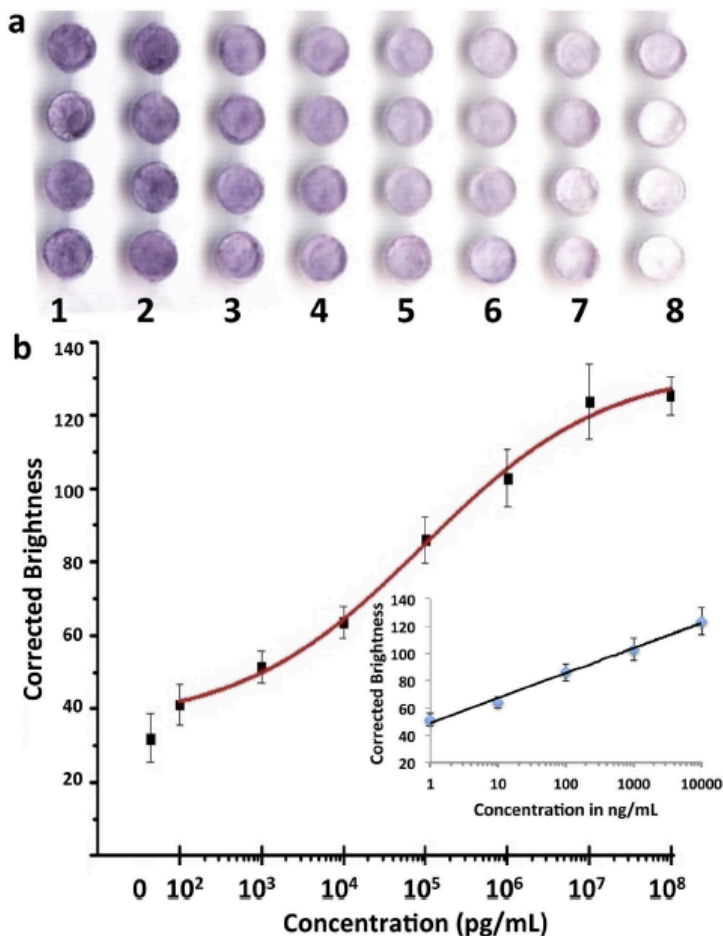 a
1 2 3 4 5 6 7 8
b
140
120
100
80
60
40
20
Corrected Brightness
0 10² 10³ 10⁴ 10⁵ 10⁶ 10⁷ 10⁸
Concentration (pg/mL)
140
120
100
80
60
40
20
Corrected Brightness
1 10 100 1000 10000
Concentration in ng/mL